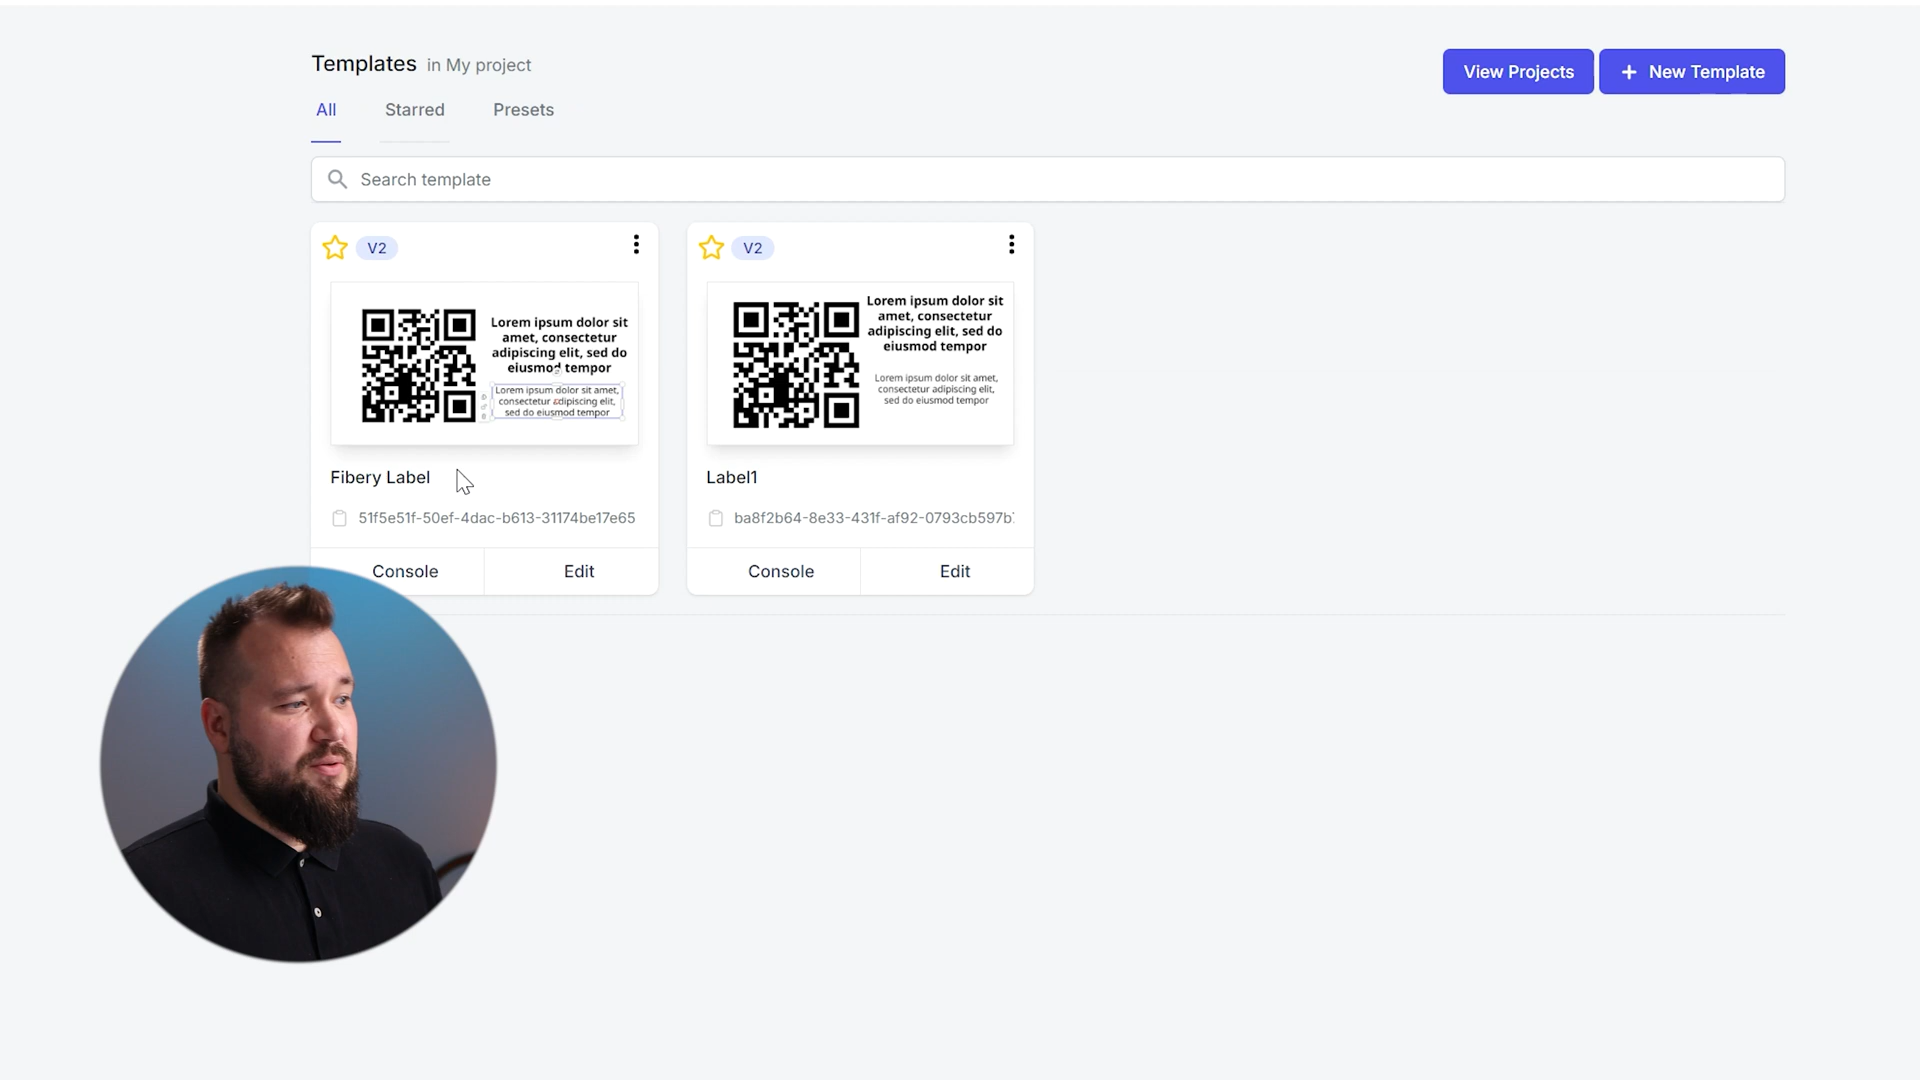 Templates in My project
View Projects
+ New Template
All
Starred
Presets
Search template
V2
Lorem ipsum dolor sit
amet, consectetur
adipiscing elit, sed do
eiusmod tempor
Lorem ipsum dolor sit amet,
consectetur adipiscing elit,
sed do eiusmod tempor
Fibery Label
51f5e51f-50ef-4dac-b613-31174be17e65
Console
Edit
V2
Lorem ipsum dolor sit
amet, consectetur
adipiscing elit, sed do
eiusmod tempor
Lorem ipsum dolor sit amet,
consectetur adipiscing elit,
sed do eiusmod tempor
Label1
ba8f2b64-8e33-431f-af92-0793cb597b
Console
Edit